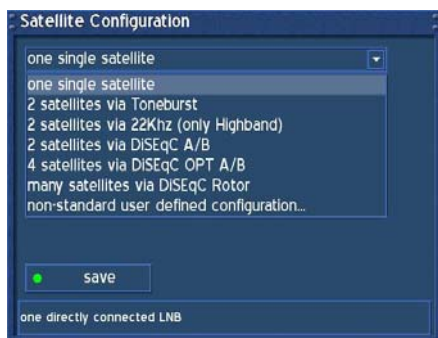 Satellite Configuration
one single satellite
one single satellite
2 satellites via Toneburst
2 satellites via 22Khz (only Highband)
2 satellites via DiSEqC A/B
4 satellites via DiSEqC OPT A/B
many satellites via DiSEqC Rotor
non-standard user defined configuration...
save
one directly connected LNB